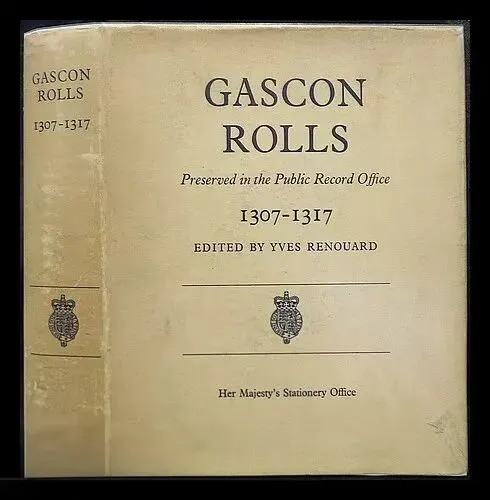 GASCON
ROLLS
1307-1317
GASCON
ROLLS
Preserved in the Public Record Office
1307-1317
EDITED BY YVES RENOUARD
Her Majesty's Stationery Office